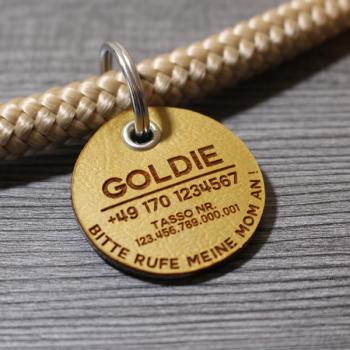 GOLDIE
+49 170 1234567
TASSO NR.
123.456.789.000.001
BITTE RUFE MEINE MOM AN!